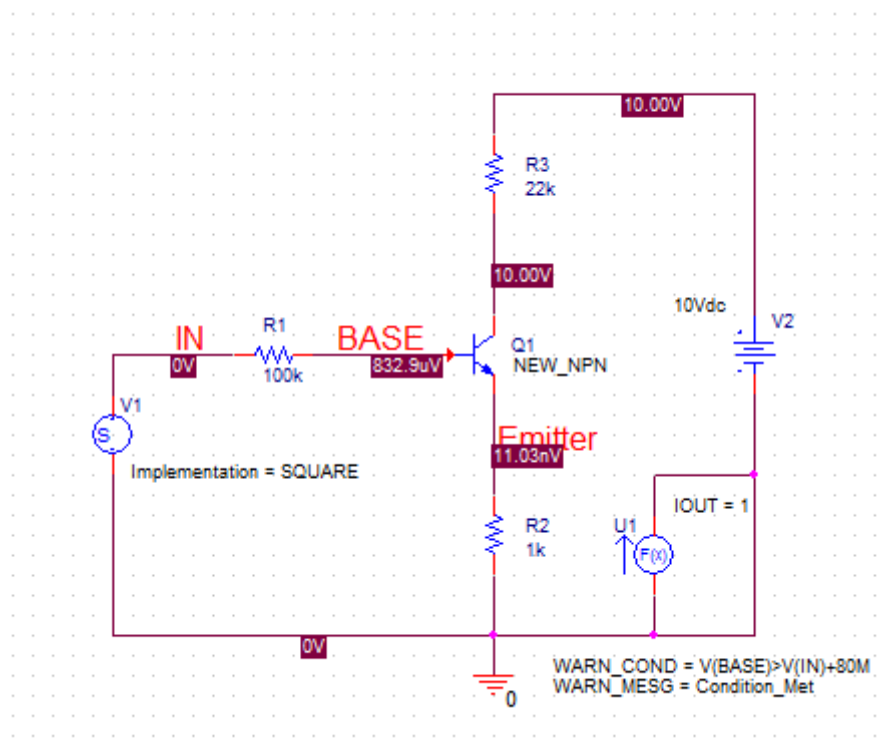 10.00V
R3
22k
10.00V
10Vdc
V2
IN
R1
BASE
Q1
0V
100k
832.9uV
NEW_NPN
V1
S
Emitter
11.03nV
Implementation = SQUARE
IOUT = 1
R2
1k
U1
F(x)
0V
WARN_COND = V(BASE)>V(IN)+80M
WARN_MESG = Condition_Met
0